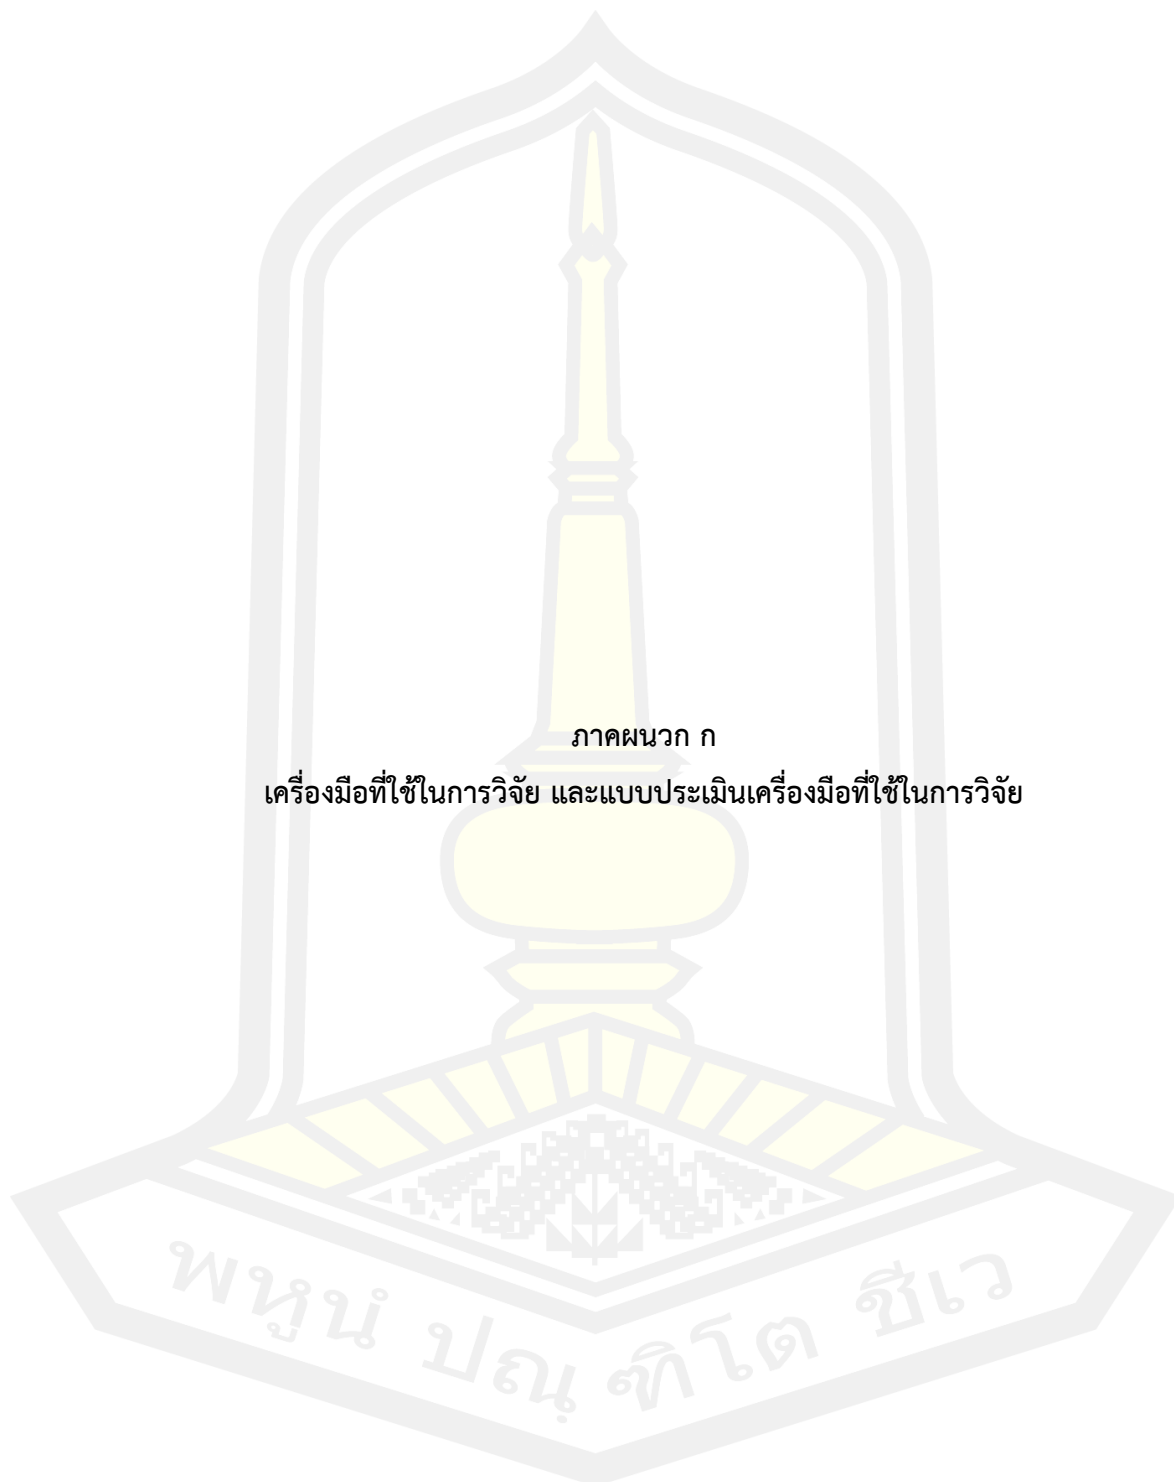 ภาคผนวก ก
เครื่องมือที่ใช้ในการวิจัย และแบบประเมินเครื่องมือที่ใช้ในการวิจัย
พหูนํ ปณฺฑิโต ชีเว